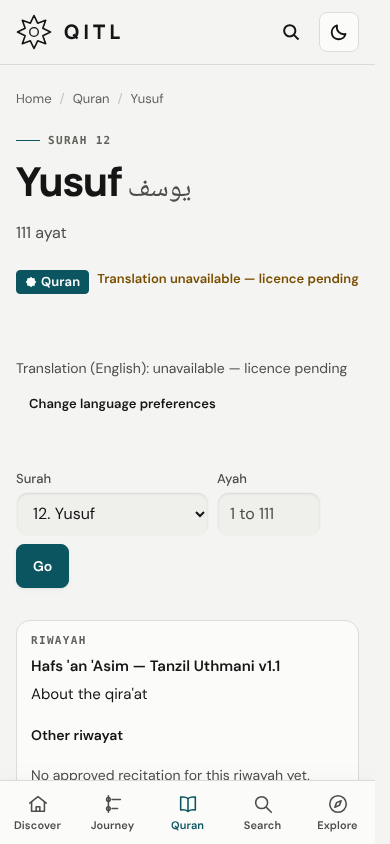 QITL
Home / Quran / Yusuf
SURAH 12
Yusuf يوسف
111 ayat
Quran Translation unavailable — licence pending
Translation (English): unavailable — licence pending
Change language preferences
Surah Ayah
12. Yusuf 1 to 111
Go
RIWAYAH
Hafs 'an 'Asim — Tanzil Uthmani v1.1
About the qira'at
Other riwayat
No approved recitation for this riwayah yet.
Discover Journey Quran Search Explore